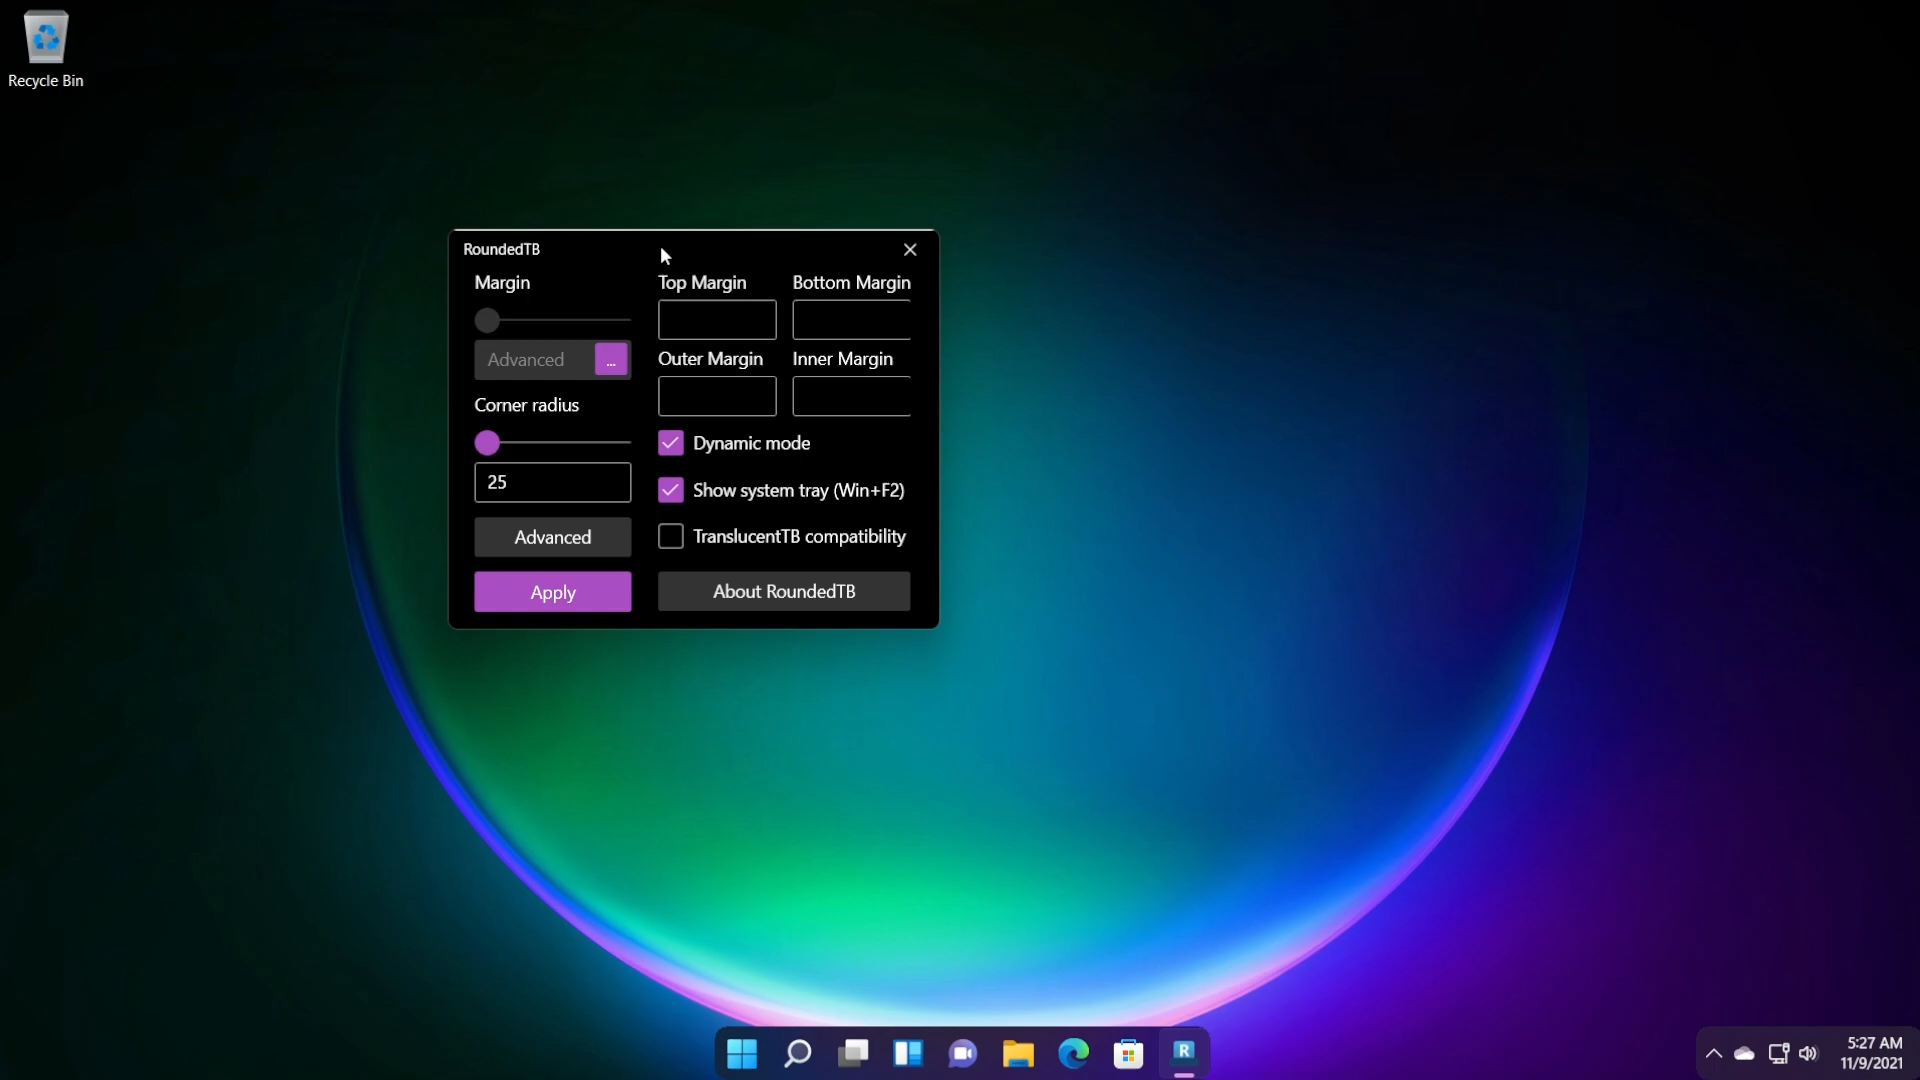 Recycle Bin
RoundedTB
Margin
Top Margin
Bottom Margin
Advanced
...
Outer Margin
Inner Margin
Corner radius
25
Dynamic mode
Show system tray (Win+F2)
Advanced
TranslucentTB compatibility
Apply
About RoundedTB
R
5:27 AM
11/9/2021